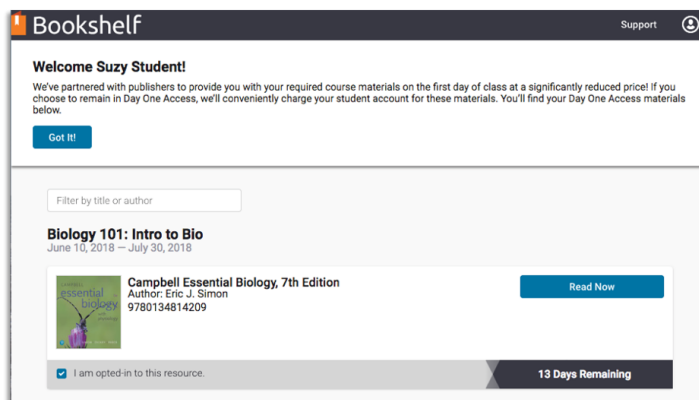 Bookshelf
Support
Welcome Suzy Student!
We've partnered with publishers to provide you with your required course materials on the first day of class at a significantly reduced price! If you
choose to remain in Day One Access, we'll conveniently charge your student account for these materials. You'll find your Day One Access materials
below.
Got It!
Filter by title or author
Biology 101: Intro to Bio
June 10, 2018 — July 30, 2018
Campbell Essential Biology, 7th Edition
Author: Eric J. Simon
9780134814209
Read Now
essential
biology
I am opted-in to this resource.
13 Days Remaining